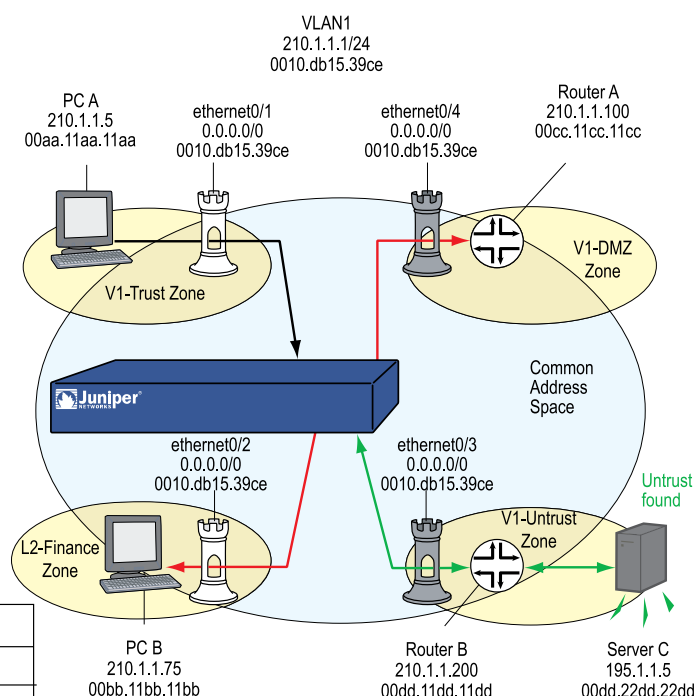 VLAN1
210.1.1.1/24
0010.db15.39ce
PC A
210.1.1.5
00aa.11aa.11aa
ethernet0/1
0.0.0.0/0
0010.db15.39ce
ethernet0/4
0.0.0.0/0
0010.db15.39ce
Router A
210.1.1.100
00cc.11cc.11cc
V1-Trust Zone
V1-DMZ
Zone
Juniper
NETWORKS
Common
Address
Space
ethernet0/2
0.0.0.0/0
0010.db15.39ce
ethernet0/3
0.0.0.0/0
0010.db15.39ce
Untrust
found
L2-Finance
Zone
V1-Untrust
Zone
PC B
210.1.1.75
00bb.11bb.11bb
Router B
210.1.1.200
00dd.11dd.11dd
Server C
195.1.1.5
00dd.22dd.22dd